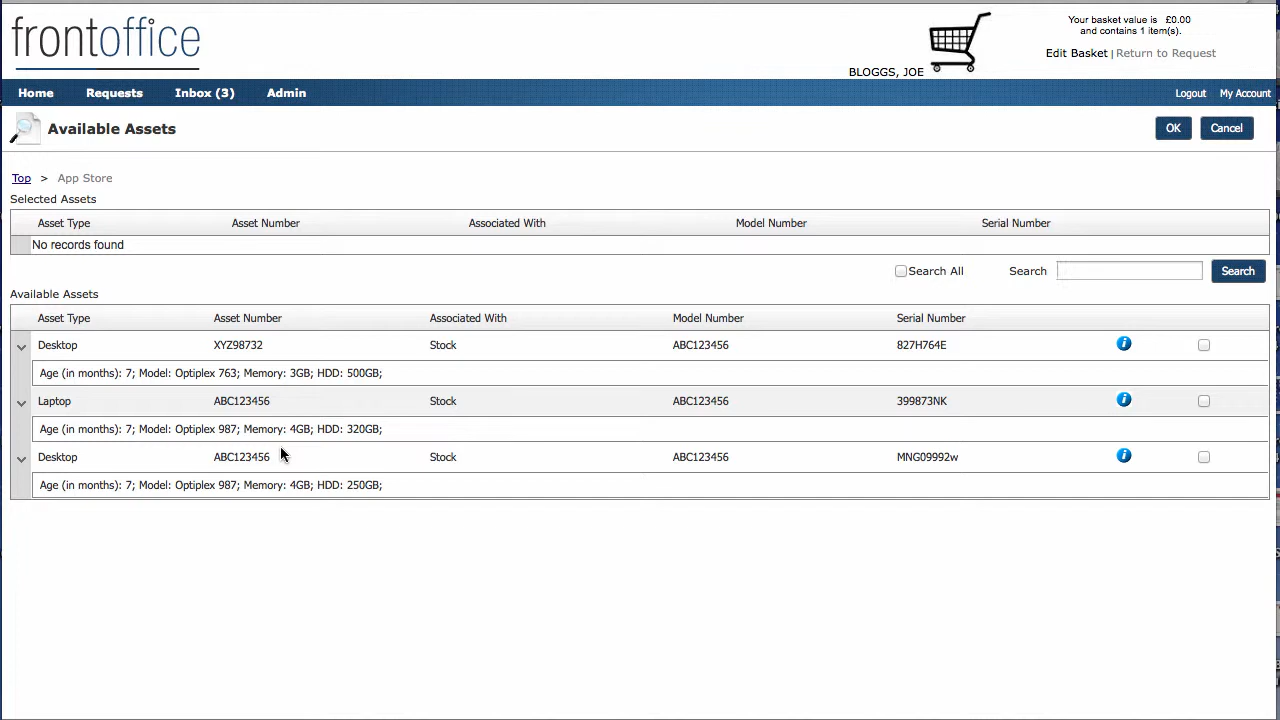 frontoffice
Your basket value is £0.00
and contains 1 item(s).
Edit Basket | Return to Request
BLOGGS, JOE
Home Requests Inbox (3) Admin Logout My Account
Available Assets OK Cancel
Top > App Store
Selected Assets
Asset Type Asset Number Associated With Model Number Serial Number
No records found
Search All Search Search
Available Assets
Asset Type Asset Number Associated With Model Number Serial Number
Desktop XYZ98732 Stock ABC123456 827H764E
Age (in months): 7; Model: Optiplex 763; Memory: 3GB; HDD: 500GB;
Laptop ABC123456 Stock ABC123456 399873NK
Age (in months): 7; Model: Optiplex 987; Memory: 4GB; HDD: 320GB;
Desktop ABC123456 Stock ABC123456 MNG09992w
Age (in months): 7; Model: Optiplex 987; Memory: 4GB; HDD: 250GB;